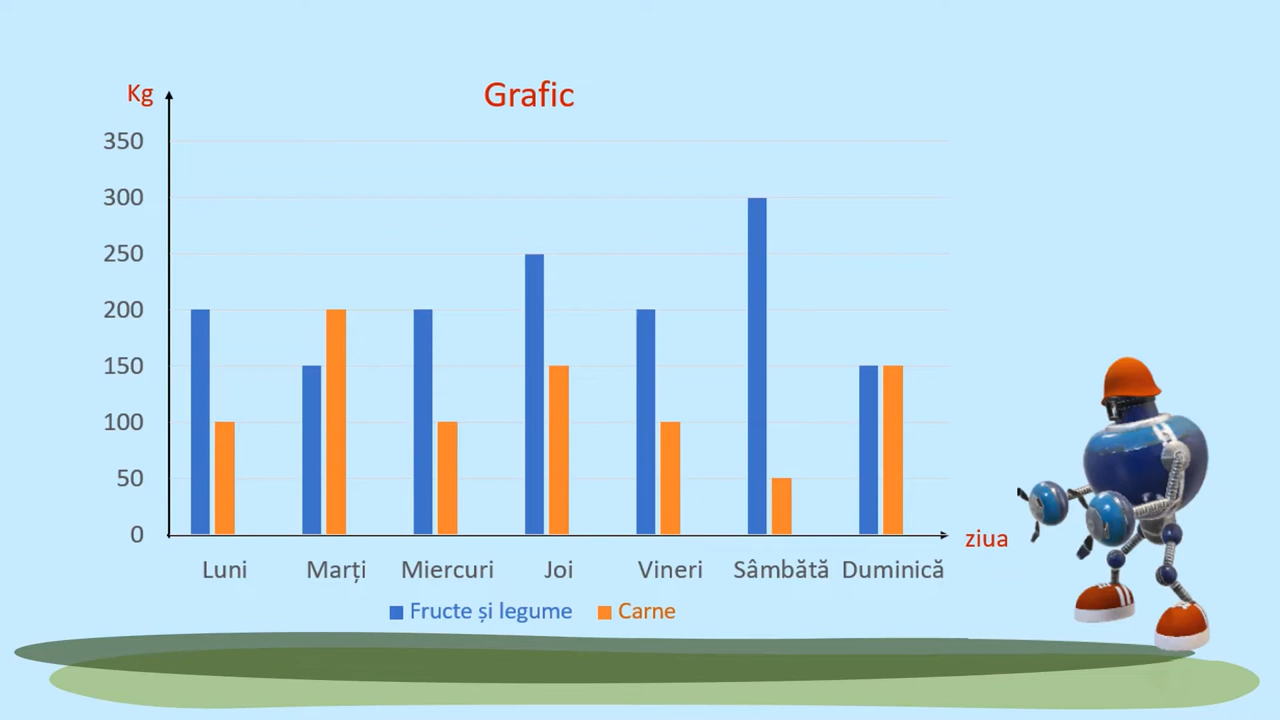 Kg
Grafic
350
300
250
200
150
100
50
0
ziua
Luni Marți Miercuri Joi Vineri Sâmbătă Duminică
Fructe și legume Carne